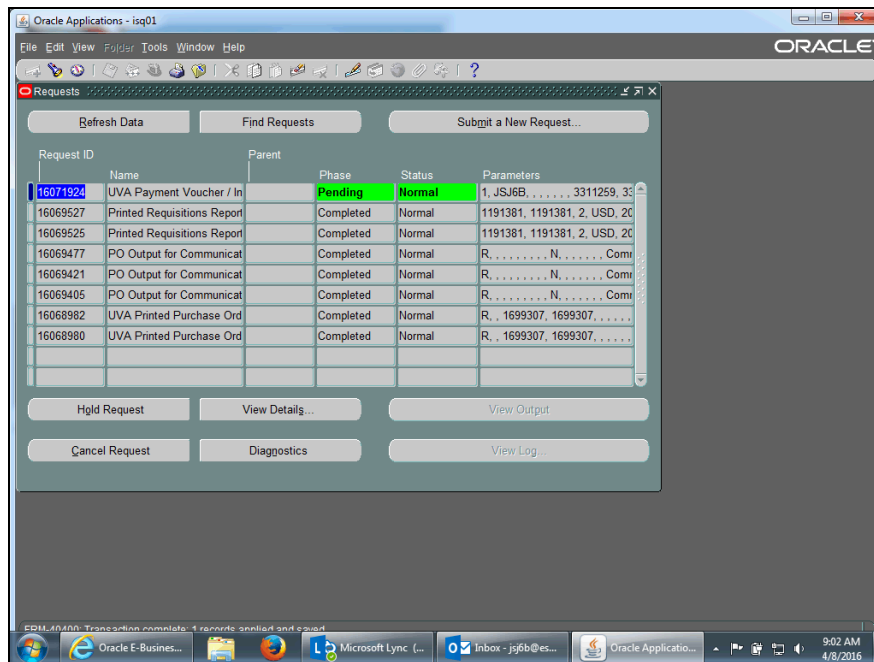 Oracle Applications - isq01
File Edit View Folder Tools Window Help
ORACLE
Requests
Refresh Data Find Requests Submit a New Request...
Request ID Parent
Name Phase Status Parameters
16071924 UVA Payment Voucher / In Pending Normal 1, JSJ6B, , , , , , 3311259, 33
16069527 Printed Requisitions Report Completed Normal 1191381, 1191381, 2, USD, 20
16069525 Printed Requisitions Report Completed Normal 1191381, 1191381, 2, USD, 20
16069477 PO Output for Communicat Completed Normal R, , , , , , , , , N, , , , , , , Comm
16069421 PO Output for Communicat Completed Normal R, , , , , , , , , N, , , , , , , Comm
16069405 PO Output for Communicat Completed Normal R, , , , , , , , , N, , , , , , , Comm
16068982 UVA Printed Purchase Ord Completed Normal R, , 1699307, 1699307, , , , , ,
16068980 UVA Printed Purchase Ord Completed Normal R, , 1699307, 1699307, , , , , ,
Hold Request View Details... View Output
Cancel Request Diagnostics View Log...
FRM-40400: Transaction complete: 1 records applied and saved.
Oracle E-Busines... Microsoft Lync (... Inbox - jsj6b@es... Oracle Applicatio... 9:02 AM
4/8/2016